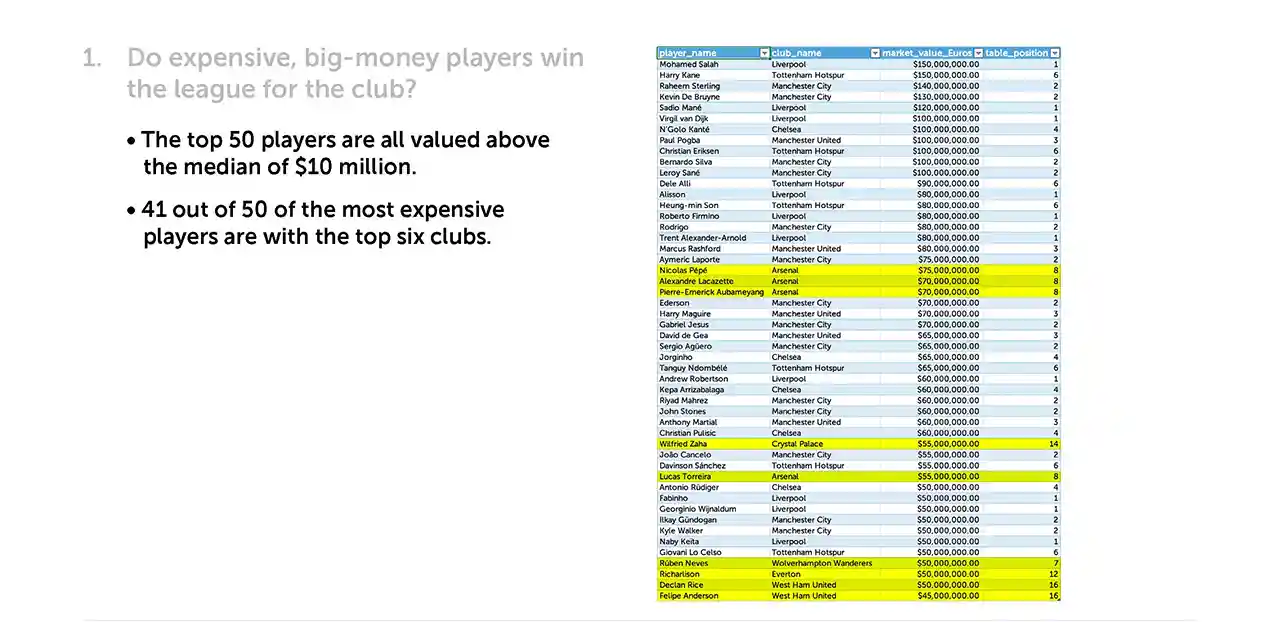 1. Do expensive, big-money players win
the league for the club?
• The top 50 players are all valued above
the median of $10 million.
• 41 out of 50 of the most expensive
players are with the top six clubs.
player_name club_name market_value_Euros table_position
Mohamed Salah Liverpool $150,000,000.00 1
Harry Kane Tottenham Hotspur $150,000,000.00 6
Raheem Sterling Manchester City $140,000,000.00 2
Kevin De Bruyne Manchester City $130,000,000.00 2
Sadio Mané Liverpool $120,000,000.00 1
Virgil van Dijk Liverpool $100,000,000.00 1
N'Golo Kanté Chelsea $100,000,000.00 4
Paul Pogba Manchester United $100,000,000.00 3
Christian Eriksen Tottenham Hotspur $100,000,000.00 6
Bernardo Silva Manchester City $100,000,000.00 2
Leroy Sané Manchester City $100,000,000.00 2
Dele Alli Tottenham Hotspur $90,000,000.00 6
Alisson Liverpool $80,000,000.00 1
Heung-min Son Tottenham Hotspur $80,000,000.00 6
Roberto Firmino Liverpool $80,000,000.00 1
Rodrigo Manchester City $80,000,000.00 2
Trent Alexander-Arnold Liverpool $80,000,000.00 1
Marcus Rashford Manchester United $80,000,000.00 3
Aymeric Laporte Manchester City $75,000,000.00 2
Nicolas Pépé Arsenal $75,000,000.00 8
Alexandre Lacazette Arsenal $70,000,000.00 8
Pierre-Emerick Aubameyang Arsenal $70,000,000.00 8
Ederson Manchester City $70,000,000.00 2
Harry Maguire Manchester United $70,000,000.00 3
Gabriel Jesus Manchester City $70,000,000.00 2
David de Gea Manchester United $65,000,000.00 3
Sergio Agüero Manchester City $65,000,000.00 2
Jorginho Chelsea $65,000,000.00 4
Tanguy Ndombélé Tottenham Hotspur $65,000,000.00 6
Andrew Robertson Liverpool $60,000,000.00 1
Kepa Arrizabalaga Chelsea $60,000,000.00 4
Riyad Mahrez Manchester City $60,000,000.00 2
John Stones Manchester City $60,000,000.00 2
Anthony Martial Manchester United $60,000,000.00 3
Christian Pulisic Chelsea $60,000,000.00 4
Wilfried Zaha Crystal Palace $55,000,000.00 14
João Cancelo Manchester City $55,000,000.00 2
Davinson Sánchez Tottenham Hotspur $55,000,000.00 6
Lucas Torreira Arsenal $55,000,000.00 8
Antonio Rüdiger Chelsea $50,000,000.00 4
Fabinho Liverpool $50,000,000.00 1
Georginio Wijnaldum Liverpool $50,000,000.00 1
Ilkay Gündogan Manchester City $50,000,000.00 2
Kyle Walker Manchester City $50,000,000.00 2
Naby Keïta Liverpool $50,000,000.00 1
Giovani Lo Celso Tottenham Hotspur $50,000,000.00 6
Rúben Neves Wolverhampton Wanderers $50,000,000.00 7
Richarlison Everton $50,000,000.00 12
Declan Rice West Ham United $50,000,000.00 16
Felipe Anderson West Ham United $45,000,000.00 16